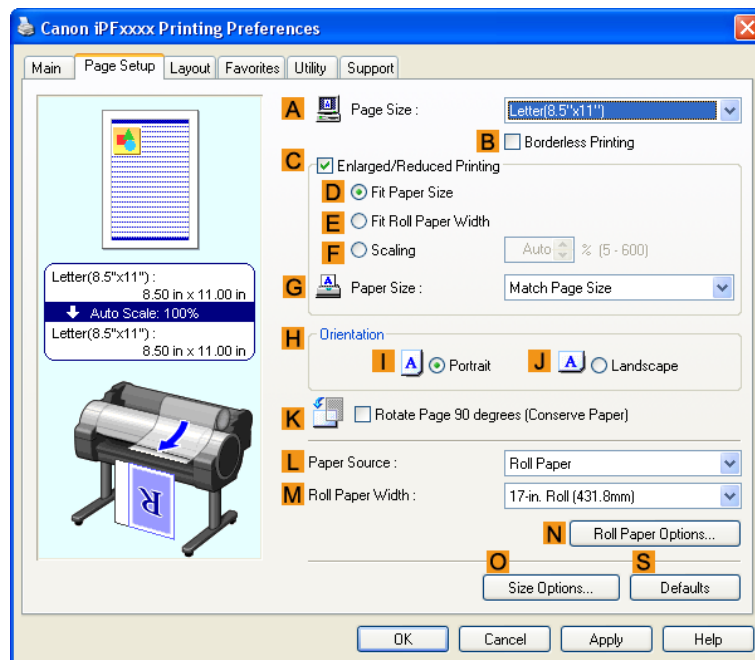 Canon iPFxxxx Printing Preferences
Main Page Setup Layout Favorites Utility Support
A Page Size : Letter(8.5"x11")
B Borderless Printing
C Enlarged/Reduced Printing
D Fit Paper Size
E Fit Roll Paper Width
F Scaling Auto % (5 - 600)
G Paper Size : Match Page Size
Letter(8.5"x11") :
8.50 in x 11.00 in
Auto Scale: 100%
Letter(8.5"x11") :
8.50 in x 11.00 in
H Orientation
I A Portrait J A Landscape
K Rotate Page 90 degrees (Conserve Paper)
L Paper Source : Roll Paper
M Roll Paper Width : 17-in. Roll (431.8mm)
N Roll Paper Options...
R
O S
Size Options... Defaults
OK Cancel Apply Help